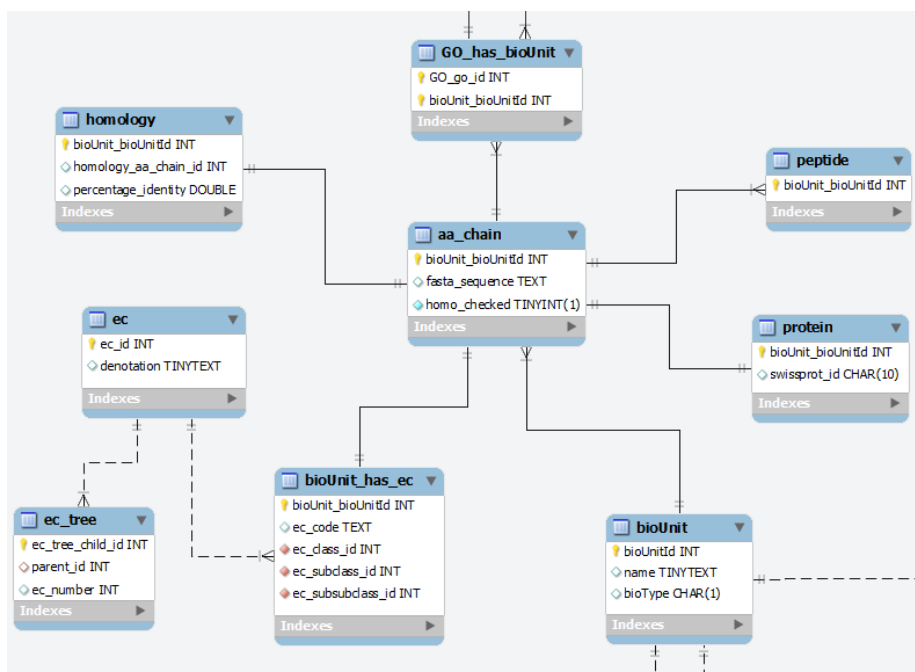 GO_has_bioUnit
GO_go_id INT
bioUnit_bioUnitId INT
Indexes
homology
bioUnit_bioUnitId INT
homology_aa_chain_id INT
percentage_identity DOUBLE
Indexes
peptide
bioUnit_bioUnitId INT
Indexes
aa_chain
bioUnit_bioUnitId INT
fasta_sequence TEXT
homo_checked TINYINT(1)
Indexes
ec
ec_id INT
denotation TINYTEXT
Indexes
protein
bioUnit_bioUnitId INT
swissprot_id CHAR(10)
Indexes
bioUnit_has_ec
bioUnit_bioUnitId INT
ec_code TEXT
ec_class_id INT
ec_subclass_id INT
ec_subsubclass_id INT
Indexes
ec_tree
ec_tree_child_id INT
parent_id INT
ec_number INT
Indexes
bioUnit
bioUnitId INT
name TINYTEXT
bioType CHAR(1)
Indexes